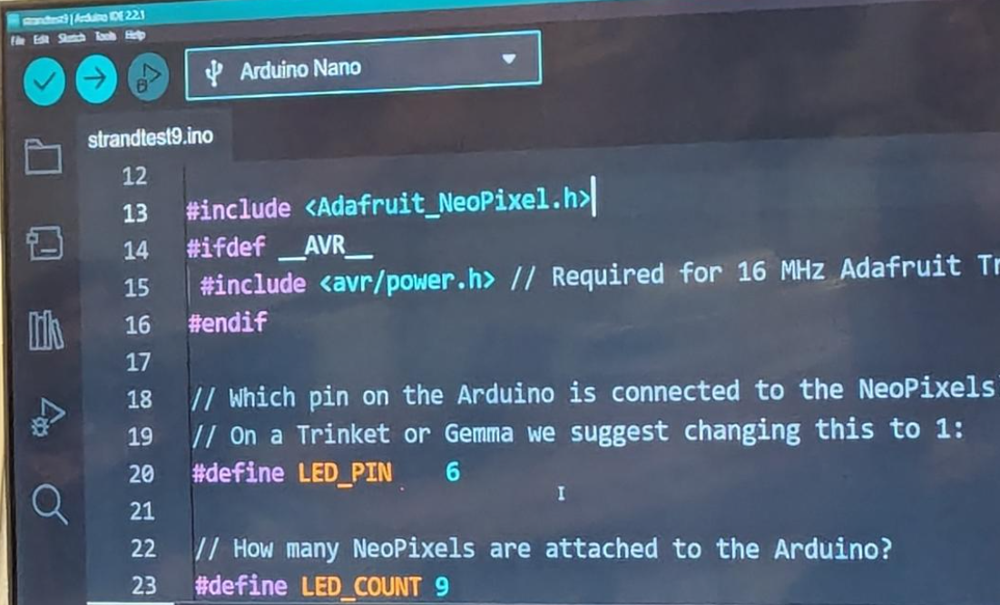 strandtest9 | Arduino IDE 2.2.1
File Edit Sketch Tools Help
Arduino Nano
strandtest9.ino
12
13 #include <Adafruit_NeoPixel.h>
14 #ifdef __AVR__
15 #include <avr/power.h> // Required for 16 MHz Adafruit Tr
16 #endif
17
18 // Which pin on the Arduino is connected to the NeoPixels
19 // On a Trinket or Gemma we suggest changing this to 1:
20 #define LED_PIN 6
21
22 // How many NeoPixels are attached to the Arduino?
23 #define LED_COUNT 9